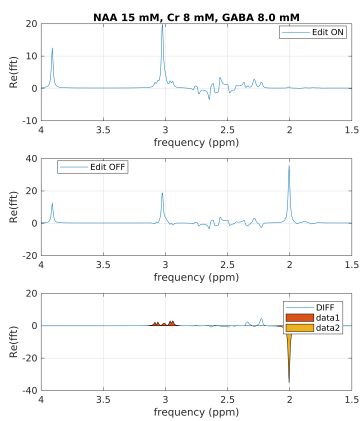 NAA 15 mM, Cr 8 mM, GABA 8.0 mM
20
10
0
-10
Re(fft)
Edit ON
4 3.5 3 2.5 2 1.5
frequency (ppm)
40
20
0
-20
Re(fft)
Edit OFF
4 3.5 3 2.5 2 1.5
frequency (ppm)
20
0
-20
-40
Re(fft)
DIFF
data1
data2
4 3.5 3 2.5 2 1.5
frequency (ppm)